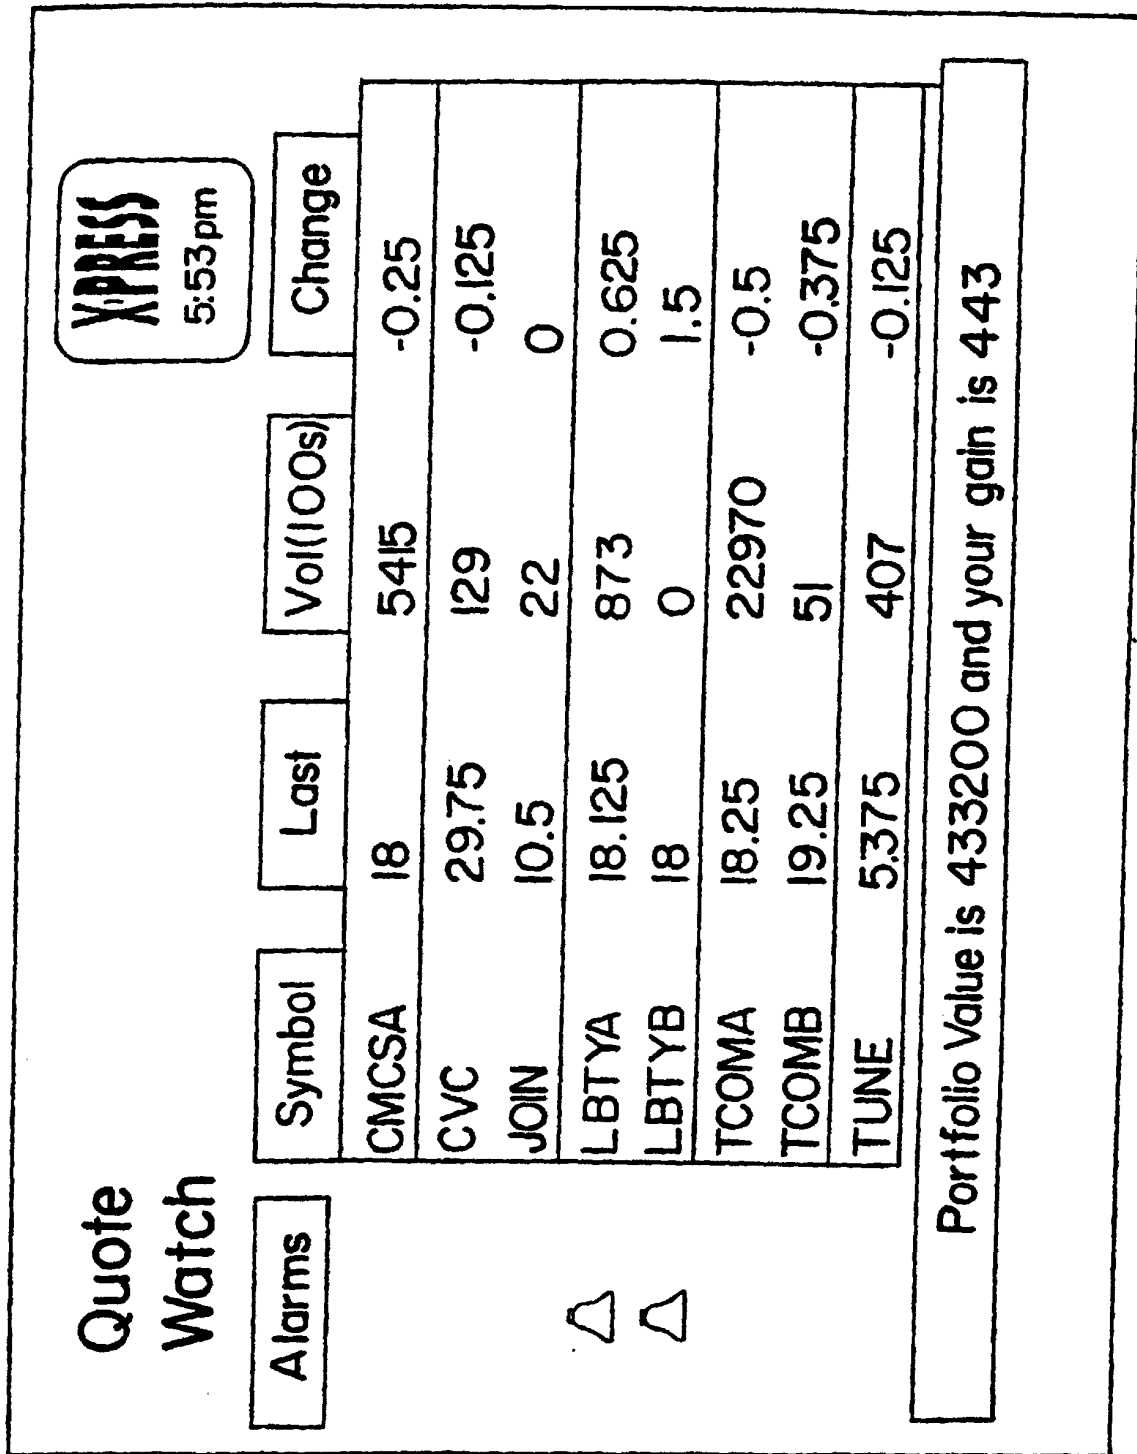 Quote
Watch
X·PRESS
5:53pm
Alarms Symbol Last Vol(100s) Change
CMCSA 18 5415 -0.25
CVC 29.75 129 -0.125
JOIN 10.5 22 0
LBTYA 18.125 873 0.625
LBTYB 18 0 1.5
TCOMA 18.25 22970 -0.5
TCOMB 19.25 51 -0.375
TUNE 5.375 407 -0.125
Portfolio Value is 433200 and your gain is 443